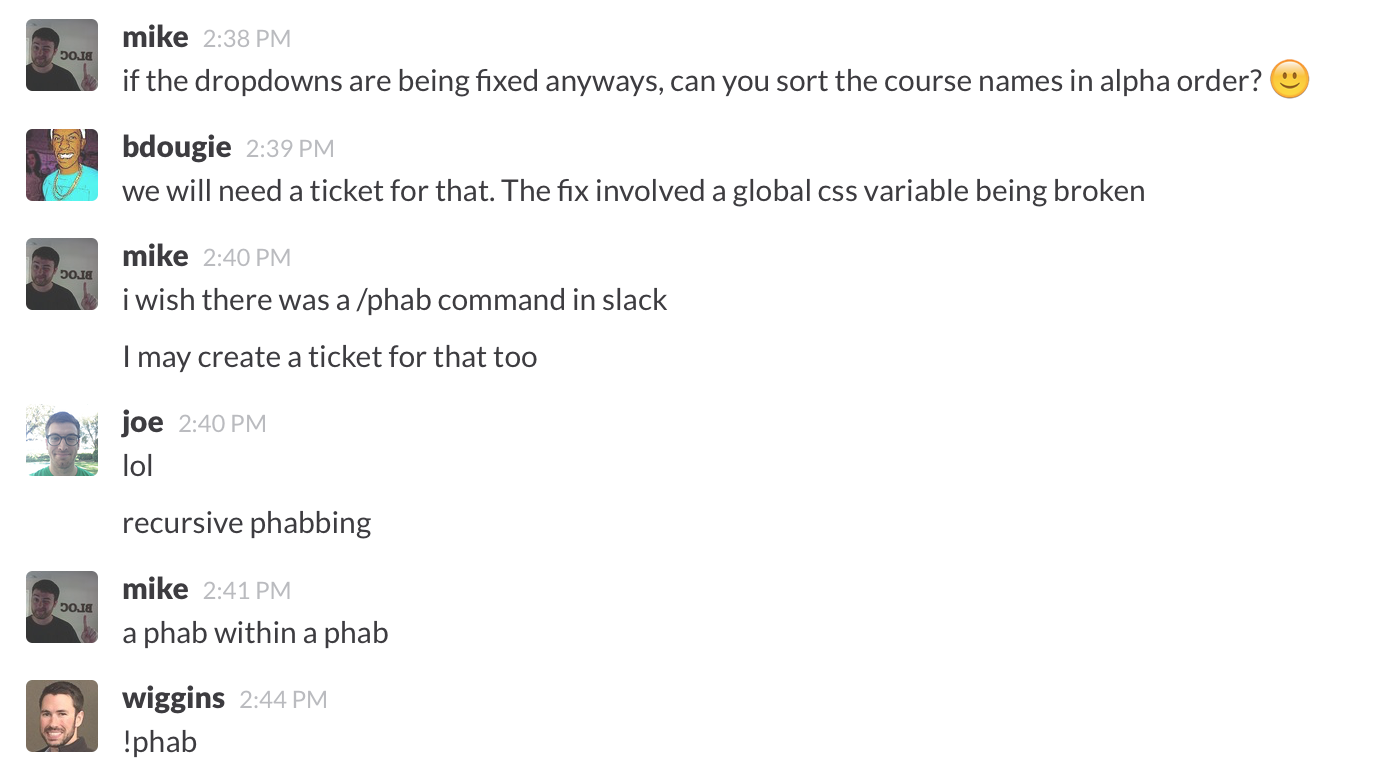 mike 2:38 PM
if the dropdowns are being fixed anyways, can you sort the course names in alpha order? 🙂
bdougie 2:39 PM
we will need a ticket for that. The fix involved a global css variable being broken
BLOG
mike 2:40 PM
i wish there was a /phab command in slack
I may create a ticket for that too
joe 2:40 PM
lol
recursive phabbing
mike 2:41 PM
a phab within a phab
wiggins 2:44 PM
!phab